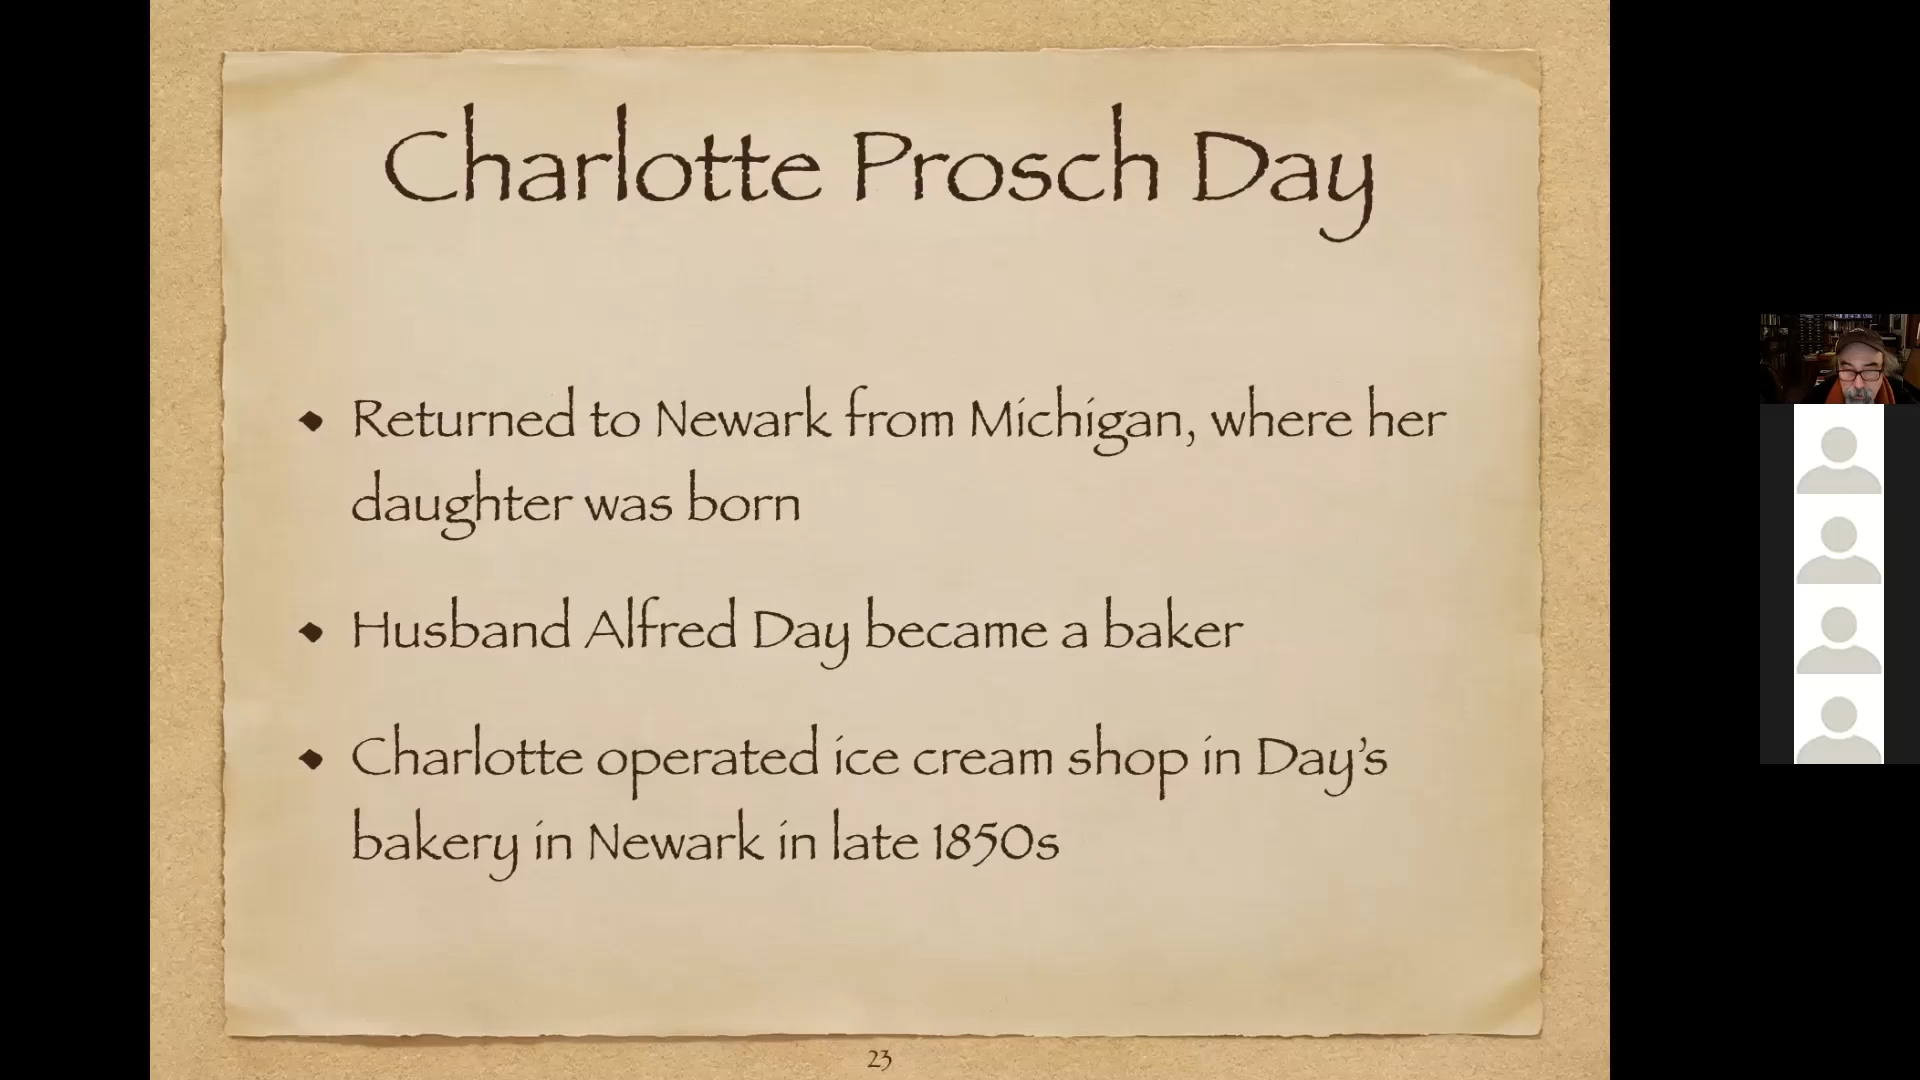 Charlotte Prosch Day
• Returned to Newark from Michigan, where her
daughter was born
• Husband Alfred Day became a baker
• Charlotte operated ice cream shop in Day's
bakery in Newark in late 1850s
23